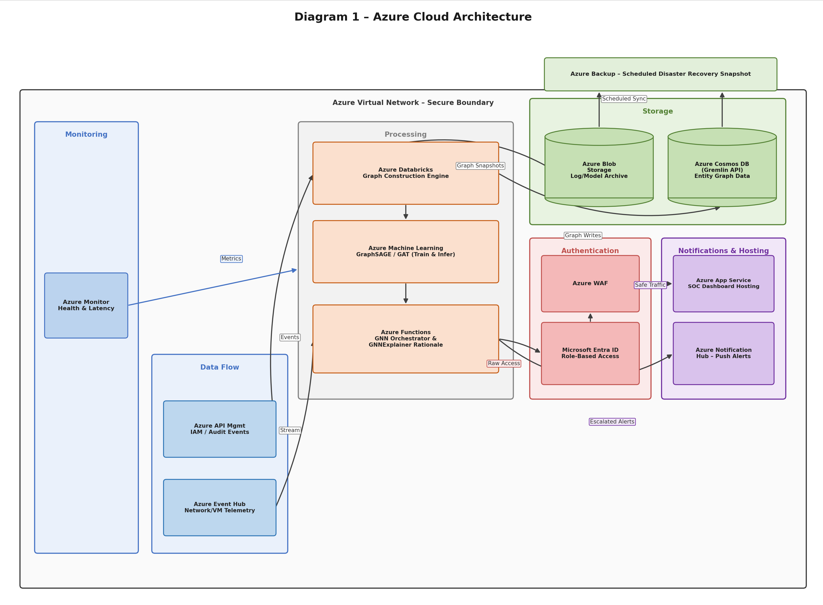 Diagram 1 – Azure Cloud Architecture
Azure Backup – Scheduled Disaster Recovery Snapshot
Azure Virtual Network – Secure Boundary
Scheduled Sync
Storage
Monitoring
Processing
Azure Databricks
Graph Construction Engine
Graph Snapshots
Azure Blob
Storage
Log/Model Archive
Azure Cosmos DB
(Gremlin API)
Entity Graph Data
Graph Writes
Azure Machine Learning
GraphSAGE / GAT (Train & Infer)
Metrics
Authentication
Notifications & Hosting
Azure WAF
Safe Traffic
Azure App Service
SOC Dashboard Hosting
Azure Monitor
Health & Latency
Azure Functions
GNN Orchestrator &
GNNExplainer Rationale
Events
Raw Access
Microsoft Entra ID
Role-Based Access
Azure Notification
Hub – Push Alerts
Data Flow
Azure API Mgmt
IAM / Audit Events
Stream
Escalated Alerts
Azure Event Hub
Network/VM Telemetry